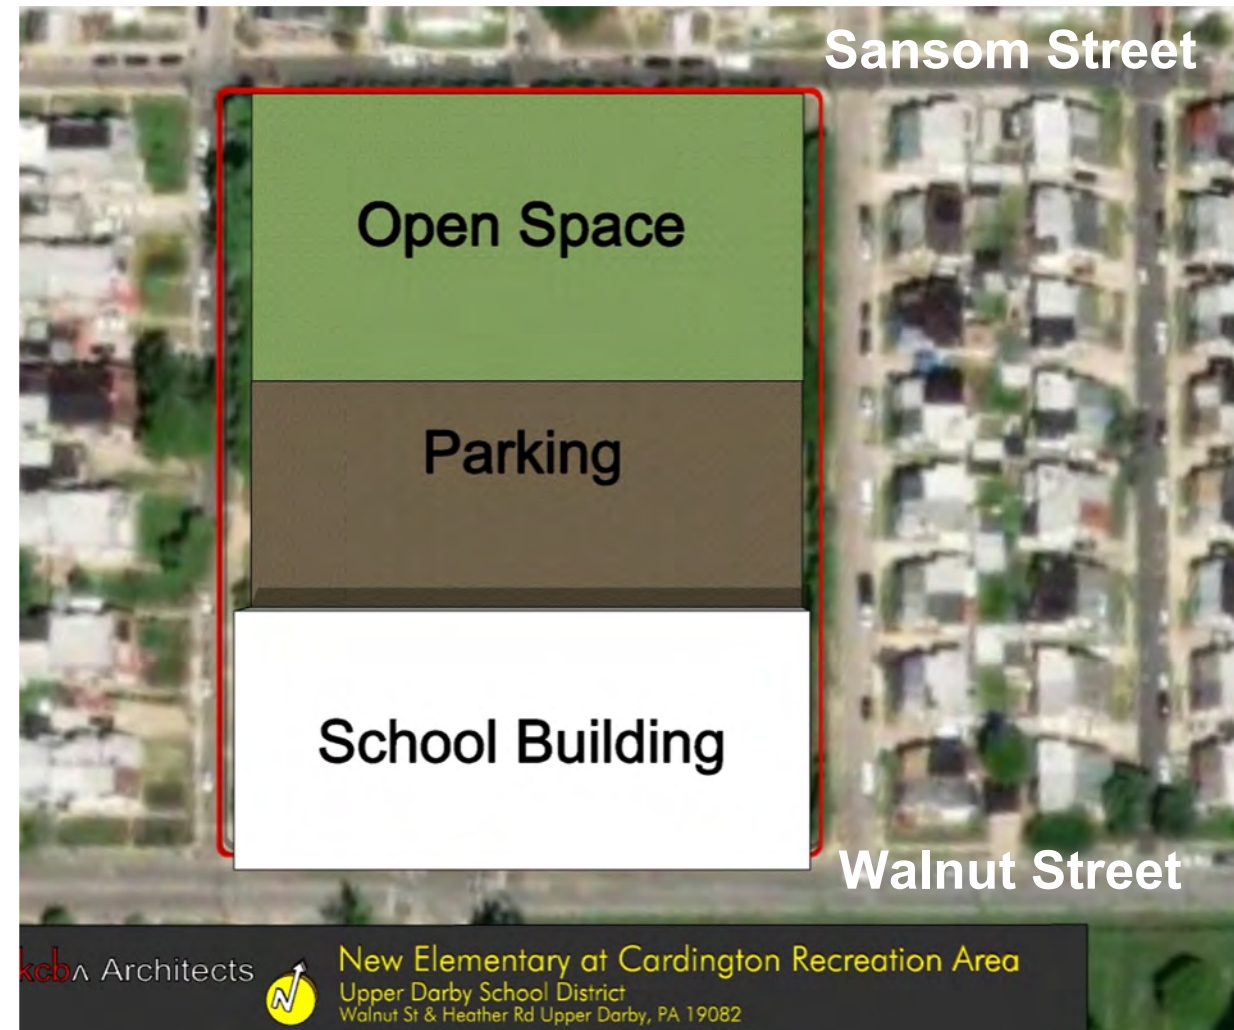 Sansom Street
Open Space
Parking
School Building
Walnut Street
kcba Architects
N
New Elementary at Cardington Recreation Area
Upper Darby School District
Walnut St & Heather Rd Upper Darby, PA 19082